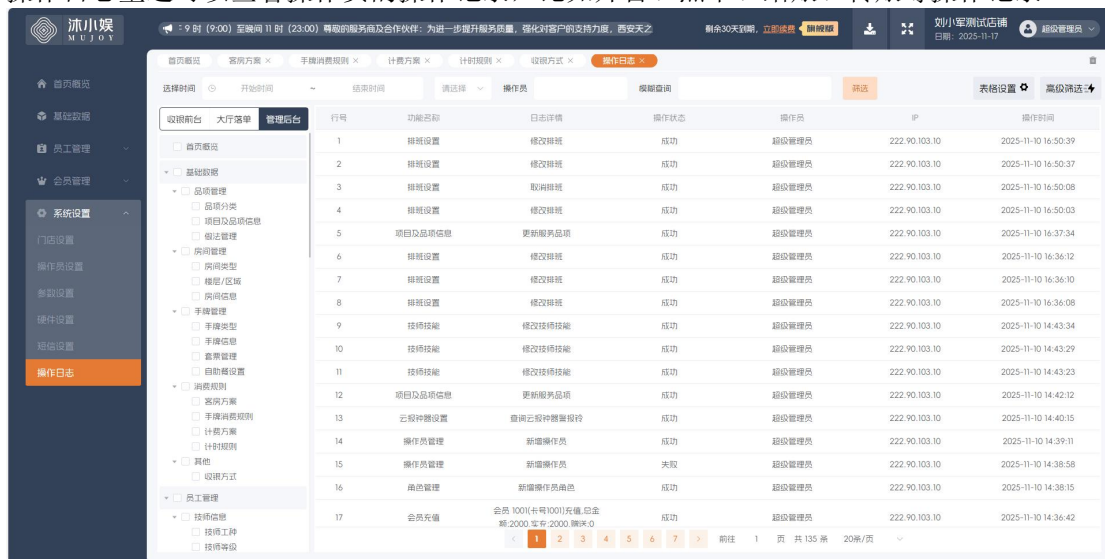 沐小娱
MUJOY
9时 (9:00) 至晚间 11时 (23:00) 尊敬的服务商及合作伙伴：为进一步提升服务质量，强化对客户的支持力度，西安天之
剩余30天到期, 立即续费 旗舰版
刘小军测试店铺
日期：2025-11-17
超级管理员
首页概览
基础数据
员工管理
会员管理
系统设置
门店设置
操作员设置
参数设置
硬件设置
短信设置
操作日志
首页概览 客房方案 × 手牌消费规则 × 计费方案 × 计时规则 × 收银方式 × 操作日志 ×
选择时间 开始时间 ~ 结束时间 请选择 操作员 模糊查询 筛选 表格设置 高级筛选
收银前台 大厅落单 管理后台
首页概览
基础数据
品项管理
品项分类
项目及品项信息
做法管理
房间管理
房间类型
楼层/区域
房间信息
手牌管理
手牌类型
手牌信息
套票管理
自助餐设置
消费规则
客房方案
手牌消费规则
计费方案
计时规则
其他
收银方式
员工管理
技师信息
技师工种
技师等级
行号 功能名称 日志详情 操作状态 操作员 IP 操作时间
1 排班设置 修改排班 成功 超级管理员 222.90.103.10 2025-11-10 16:50:39
2 排班设置 修改排班 成功 超级管理员 222.90.103.10 2025-11-10 16:50:37
3 排班设置 取消排班 成功 超级管理员 222.90.103.10 2025-11-10 16:50:08
4 排班设置 修改排班 成功 超级管理员 222.90.103.10 2025-11-10 16:50:03
5 项目及品项信息 更新服务品项 成功 超级管理员 222.90.103.10 2025-11-10 16:37:34
6 排班设置 修改排班 成功 超级管理员 222.90.103.10 2025-11-10 16:36:12
7 排班设置 修改排班 成功 超级管理员 222.90.103.10 2025-11-10 16:36:10
8 排班设置 修改排班 成功 超级管理员 222.90.103.10 2025-11-10 16:36:08
9 技师技能 修改技师技能 成功 超级管理员 222.90.103.10 2025-11-10 14:43:34
10 技师技能 修改技师技能 成功 超级管理员 222.90.103.10 2025-11-10 14:43:29
11 技师技能 修改技师技能 成功 超级管理员 222.90.103.10 2025-11-10 14:43:23
12 项目及品项信息 更新服务品项 成功 超级管理员 222.90.103.10 2025-11-10 14:42:12
13 云报钟器设置 查询云报钟器警报铃 成功 超级管理员 222.90.103.10 2025-11-10 14:40:15
14 操作员管理 新增操作员 成功 超级管理员 222.90.103.10 2025-11-10 14:39:11
15 操作员管理 新增操作员 失败 超级管理员 222.90.103.10 2025-11-10 14:38:58
16 角色管理 新增操作员角色 成功 超级管理员 222.90.103.10 2025-11-10 14:38:15
17 会员充值 会员 1001(卡号1001)充值,总金额:2000,实充:2000,赠送:0 成功 超级管理员 222.90.103.10 2025-11-10 14:36:42
< 1 2 3 4 5 6 7 > 前往 1 页 共 135 条 20条/页